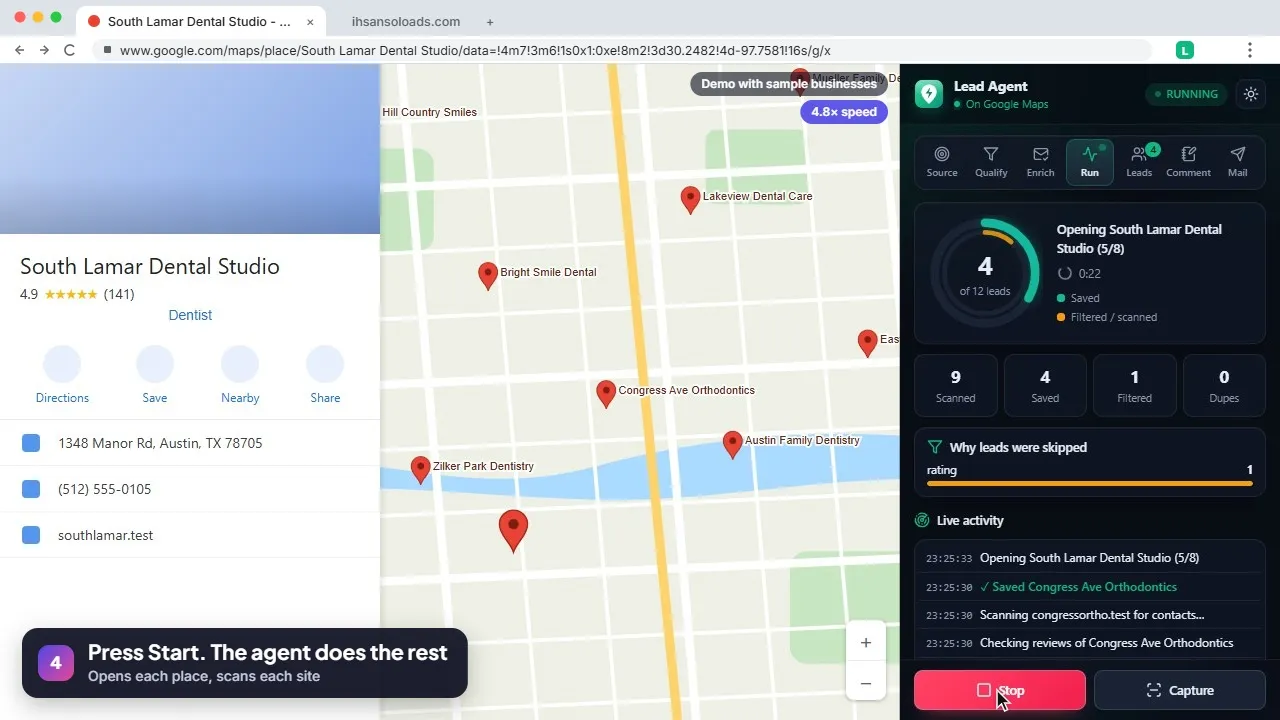 South Lamar Dental Studio - ...
ihsansoloads.com
www.google.com/maps/place/South Lamar Dental Studio/data=!4m7!3m6!1s0x1:0xe!8m2!3d30.2482!4d-97.7581!16s/g/x
L
South Lamar Dental Studio
4.9 ★★★★★ (141)
Dentist
Directions
Save
Nearby
Share
1348 Manor Rd, Austin, TX 78705
(512) 555-0105
southlamar.test
4
Press Start. The agent does the rest
Opens each place, scans each site
Demo with sample businesses
4.8× speed
Hill Country Smiles
Lakeview Dental Care
Bright Smile Dental
Eas
Congress Ave Orthodontics
Austin Family Dentistry
Zilker Park Dentistry
+
−
Lead Agent
On Google Maps
RUNNING
Source
Qualify
Enrich
Run
4
Leads
Comment
Mail
4
of 12 leads
Opening South Lamar Dental
Studio (5/8)
0:22
Saved
Filtered / scanned
9
Scanned
4
Saved
1
Filtered
0
Dupes
Why leads were skipped
rating 1
Live activity
23:25:33 Opening South Lamar Dental Studio (5/8)
23:25:30 ✓ Saved Congress Ave Orthodontics
23:25:30 Scanning congressortho.test for contacts...
23:25:30 Checking reviews of Congress Ave Orthodontics
Stop
Capture